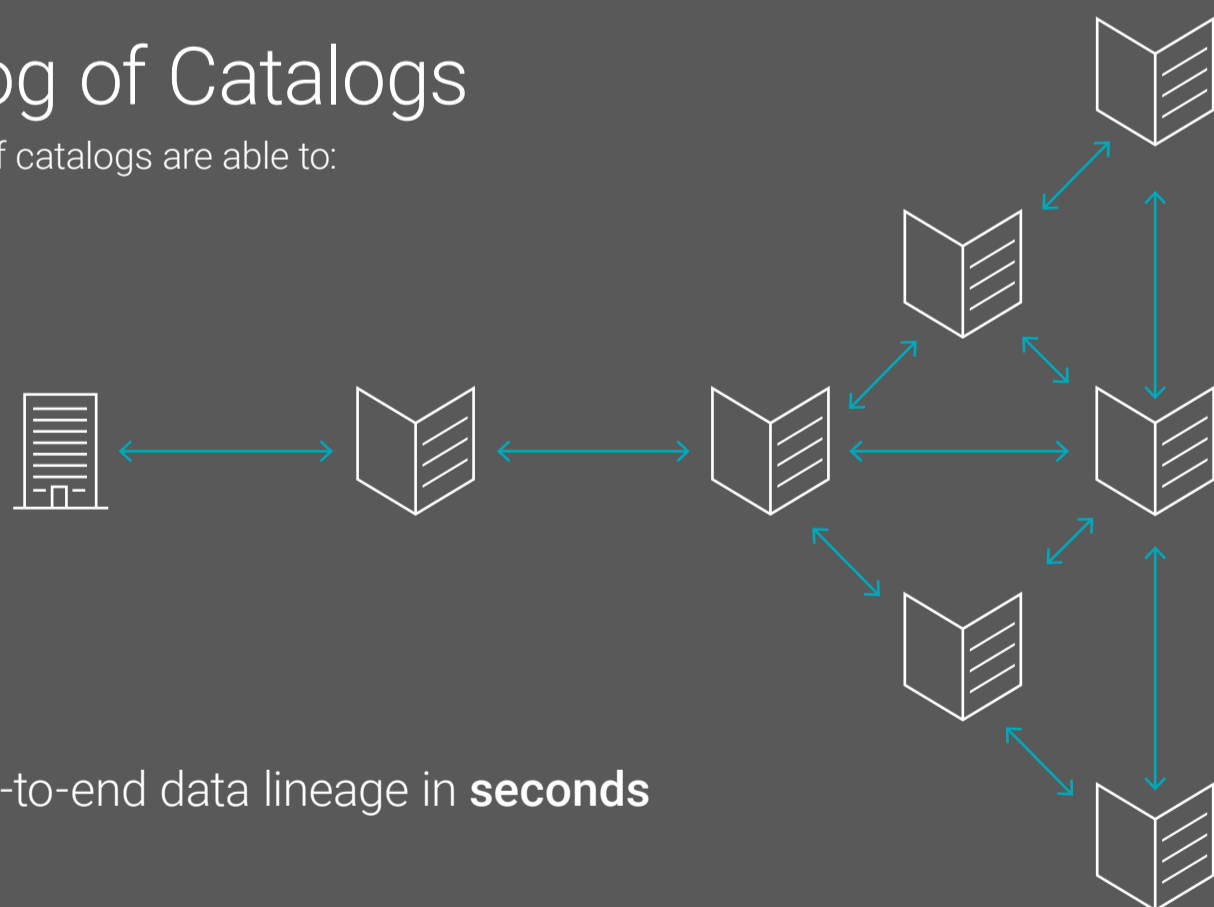 og of Catalogs
f catalogs are able to:
-to-end data lineage in seconds